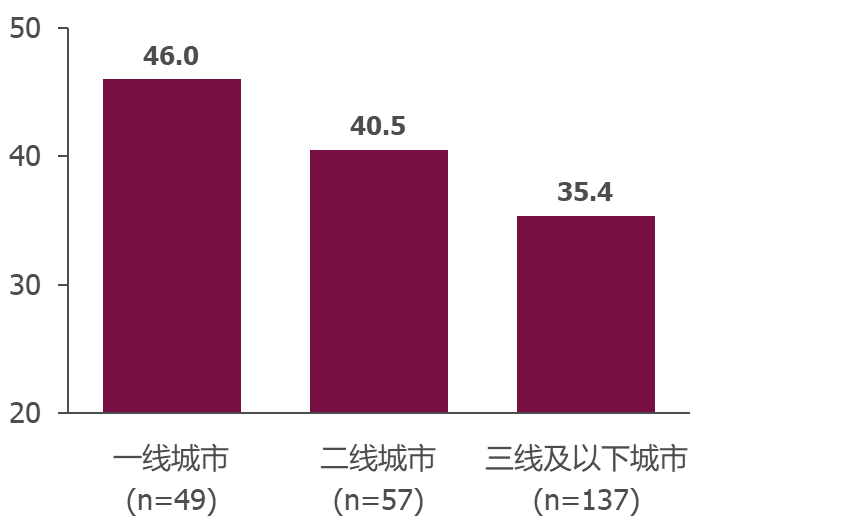 50
40
30
20
46.0
40.5
35.4
一线城市
(n=49)
二线城市
(n=57)
三线及以下城市
(n=137)